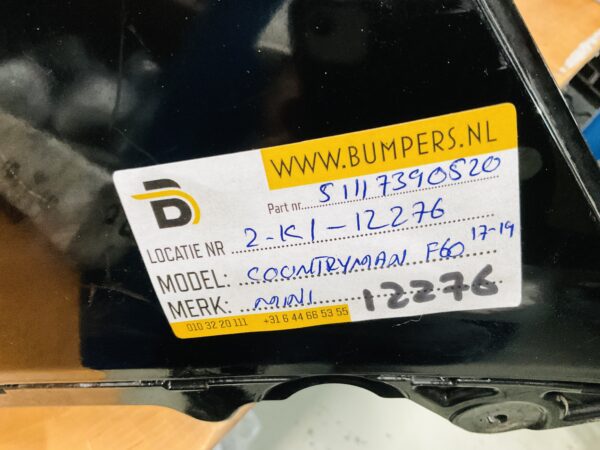 WWW.BUMPERS.NL
Part nr. 51117390520
LOCATIE NR 2-K1-12276
MODEL: COUNTRYMAN F60 17-19
MERK: MINI 12276
010 32 20 111 +31 6 44 66 53 55